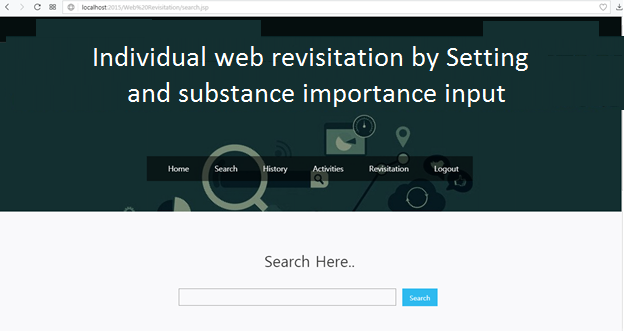 localhost:2015/Web%20Revisitation/search.jsp
Individual web revisitation by Setting
and substance importance input
Home Search History Activities Revisitation Logout
Search Here..
Search